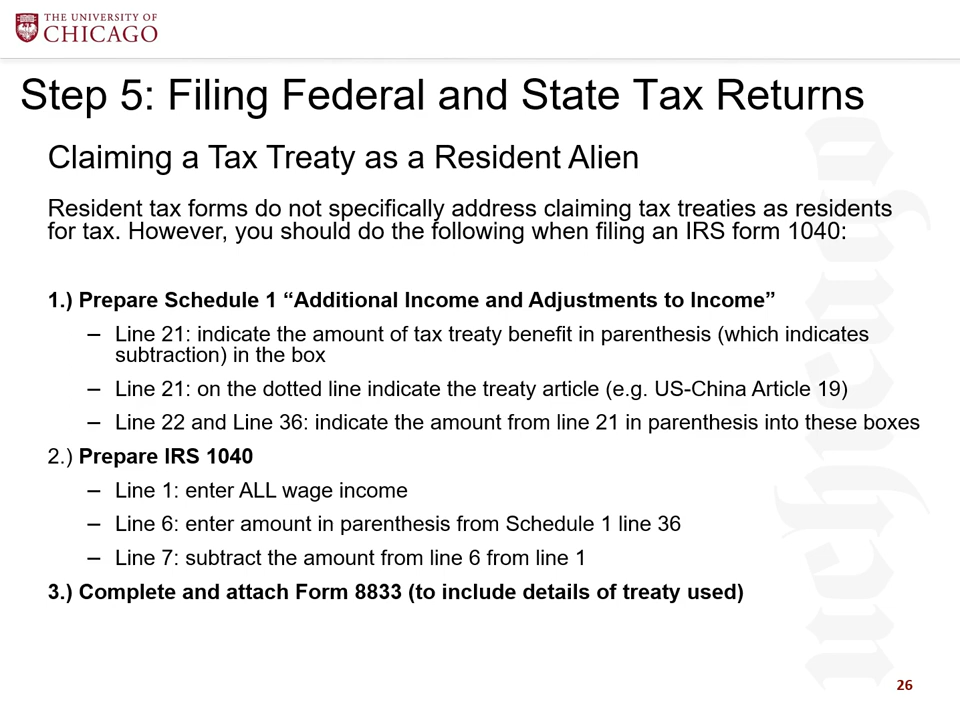 THE UNIVERSITY OF
CHICAGO
Step 5: Filing Federal and State Tax Returns
Claiming a Tax Treaty as a Resident Alien
Resident tax forms do not specifically address claiming tax treaties as residents
for tax. However, you should do the following when filing an IRS form 1040:
1.) Prepare Schedule 1 “Additional Income and Adjustments to Income”
– Line 21: indicate the amount of tax treaty benefit in parenthesis (which indicates
subtraction) in the box
– Line 21: on the dotted line indicate the treaty article (e.g. US-China Article 19)
– Line 22 and Line 36: indicate the amount from line 21 in parenthesis into these boxes
2.) Prepare IRS 1040
– Line 1: enter ALL wage income
– Line 6: enter amount in parenthesis from Schedule 1 line 36
– Line 7: subtract the amount from line 6 from line 1
3.) Complete and attach Form 8833 (to include details of treaty used)
uchicago
26